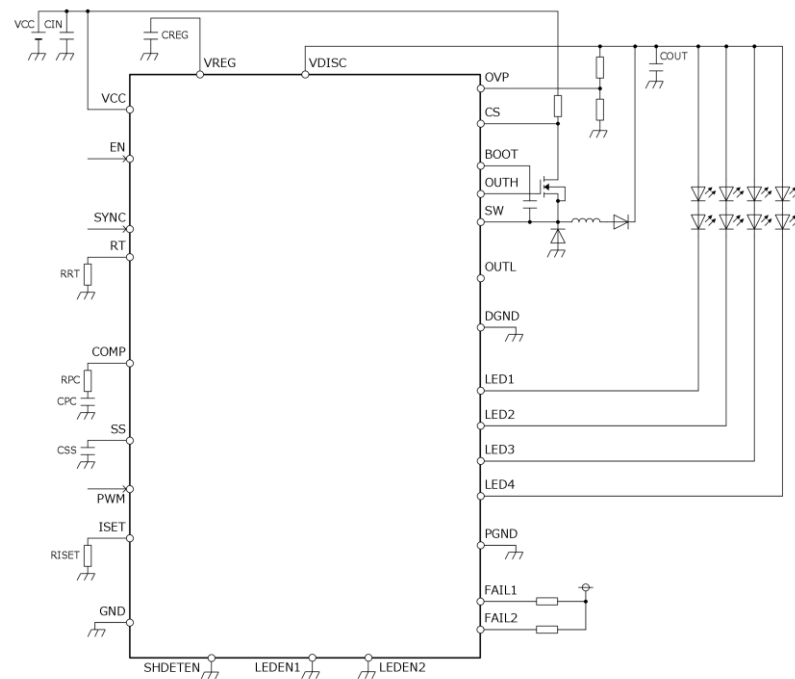 VCC CIN
CREG
VREG
VDISC
COUT
OVP
VCC
CS
EN
BOOT
OUTH
SYNC
SW
RT
RRT
OUTL
DGND
COMP
RPC
CPC
LED1
LED2
SS
CSS
LED3
LED4
PWM
ISET
RISET
PGND
FAIL1
GND
FAIL2
SHDETEN
LEDEN1
LEDEN2